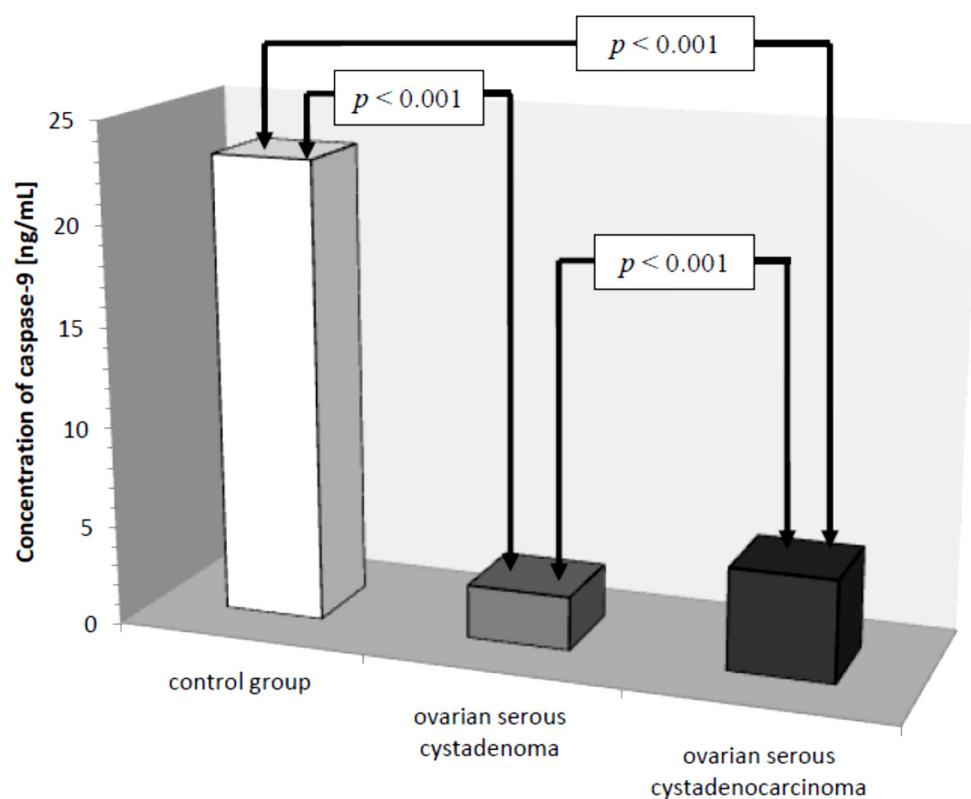 p < 0.001
p < 0.001
p < 0.001
Concentration of caspase-9 [ng/mL]
25
20
15
10
5
0
control group
ovarian serous
cystadenoma
ovarian serous
cystadenocarcinoma